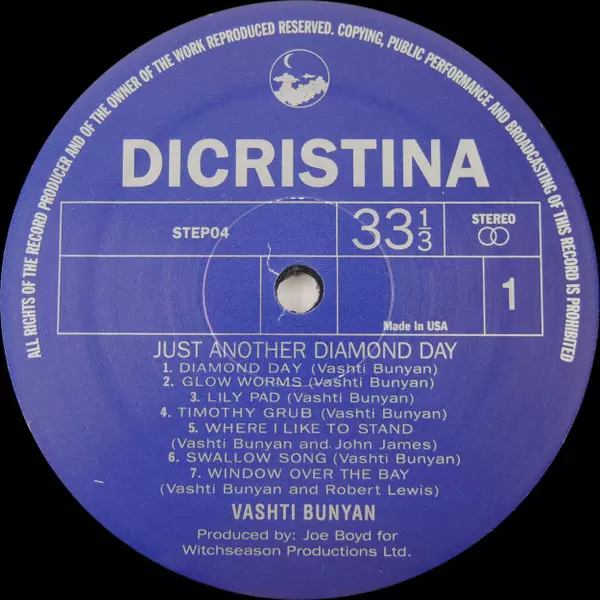 ALL RIGHTS OF THE RECORD PRODUCER AND OF THE OWNER OF THE WORK REPRODUCED RESERVED. COPYING, PUBLIC PERFORMANCE AND BROADCASTING OF THIS RECORD IS PROHIBITED
DICRISTINA
STEP04
33 1/3
STEREO
1
Made in USA
JUST ANOTHER DIAMOND DAY
1. DIAMOND DAY (Vashti Bunyan)
2. GLOW WORMS (Vashti Bunyan)
3. LILY PAD (Vashti Bunyan)
4. TIMOTHY GRUB (Vashti Bunyan)
5. WHERE I LIKE TO STAND
(Vashti Bunyan and John James)
6. SWALLOW SONG (Vashti Bunyan)
7. WINDOW OVER THE BAY
(Vashti Bunyan and Robert Lewis)
VASHTI BUNYAN
Produced by: Joe Boyd for
Witchseason Productions Ltd.